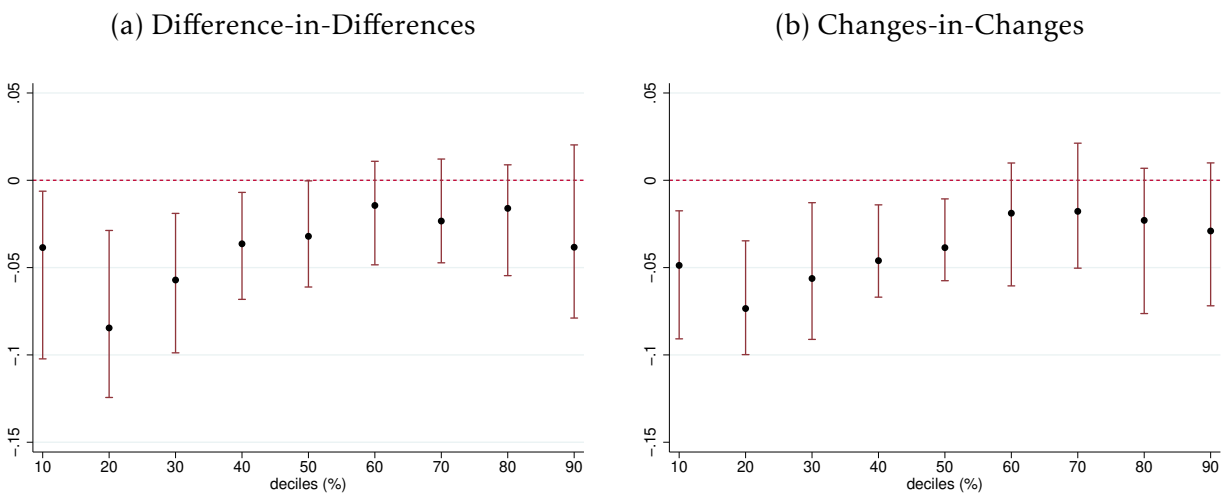 (a) Difference-in-Differences
.05
0
-.05
-.1
-.15
10 20 30 40 50 60 70 80 90
deciles (%)
(b) Changes-in-Changes
.05
0
-.05
-.1
-.15
10 20 30 40 50 60 70 80 90
deciles (%)